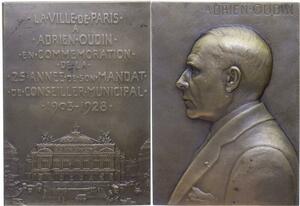 LA·VILLE·DE·PARIS
A
ADRIEN·OUDIN
EN·COMMEMORATION
DE·LA
25·ANNEE·DE·SON·MANDAT
DE·CONSEILLER·MUNICIPAL
·1903·1928·
ADRIEN·OUDIN